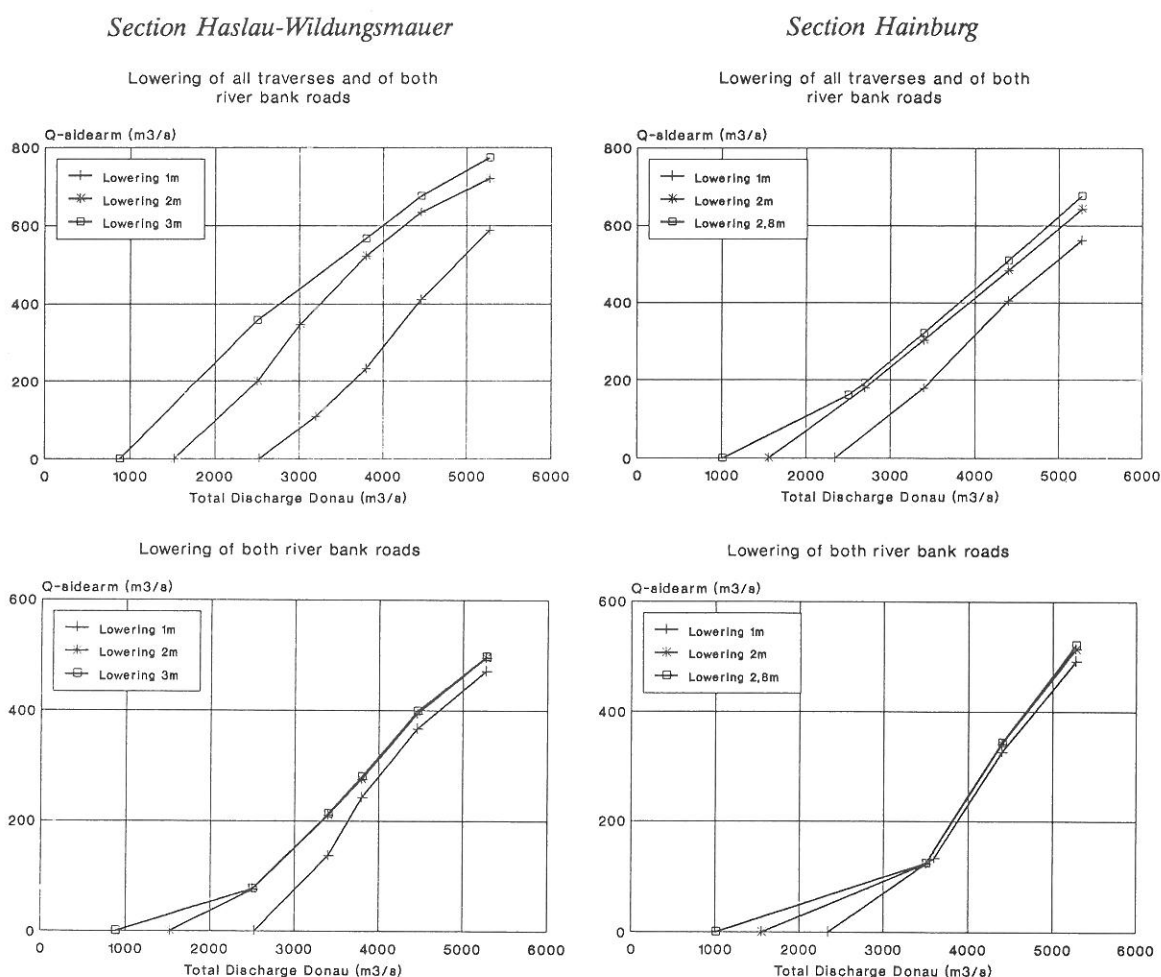 Section Haslau-Wildungsmauer
Lowering of all traverses and of both
river bank roads
Q-sidearm (m3/s)
800
600
400
200
0
Lowering 1m
Lowering 2m
Lowering 3m
0 1000 2000 3000 4000 5000 6000
Total Discharge Donau (m3/s)
Lowering of both river bank roads
Q-sidearm (m3/s)
600
400
200
0
Lowering 1m
Lowering 2m
Lowering 3m
0 1000 2000 3000 4000 5000 6000
Total Discharge Donau (m3/s)
Section Hainburg
Lowering of all traverses and of both
river bank roads
Q-sidearm (m3/s)
800
600
400
200
0
Lowering 1m
Lowering 2m
Lowering 2,8m
0 1000 2000 3000 4000 5000 6000
Total Discharge Donau (m3/s)
Lowering of both river bank roads
Q-sidearm (m3/s)
600
400
200
0
Lowering 1m
Lowering 2m
Lowering 2,8m
0 1000 2000 3000 4000 5000 6000
Total Discharge Donau (m3/s)